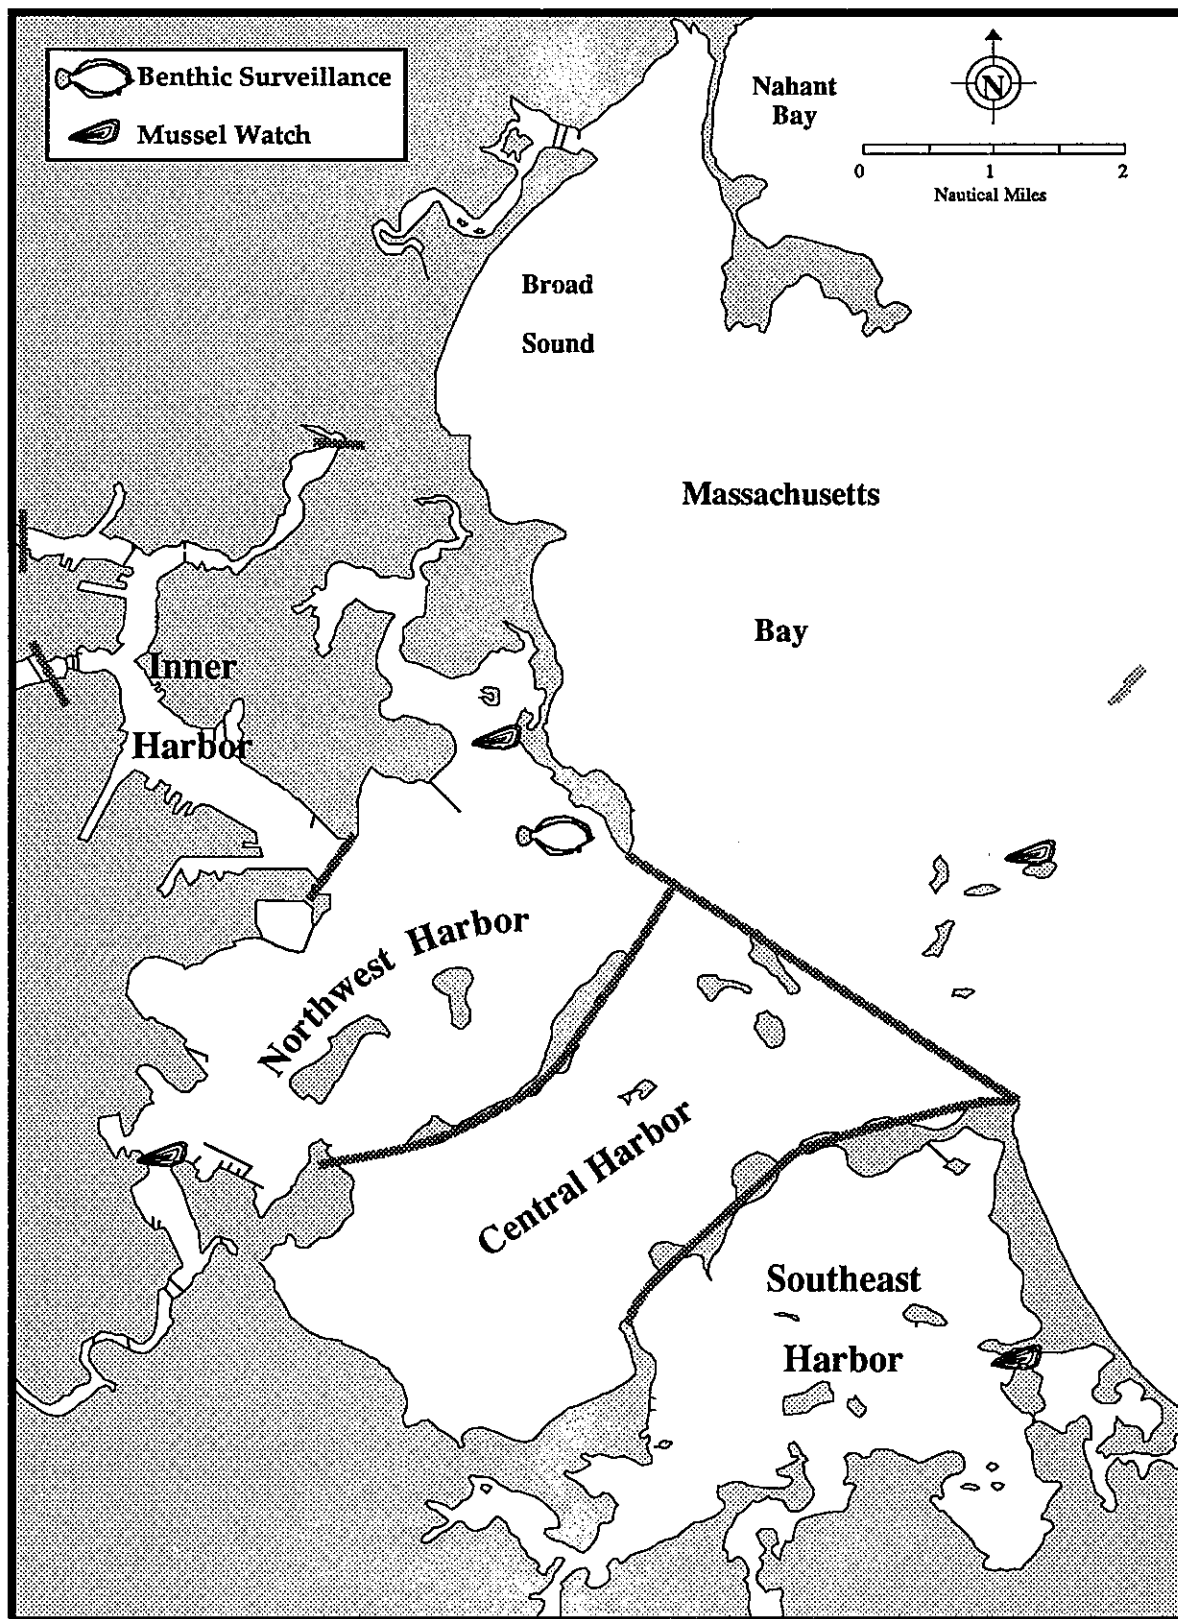 Benthic Surveillance
Mussel Watch
Nahant
Bay
N
0 1 2
Nautical Miles
Broad
Sound
Massachusetts
Bay
Inner
Harbor
Northwest Harbor
Central Harbor
Southeast
Harbor